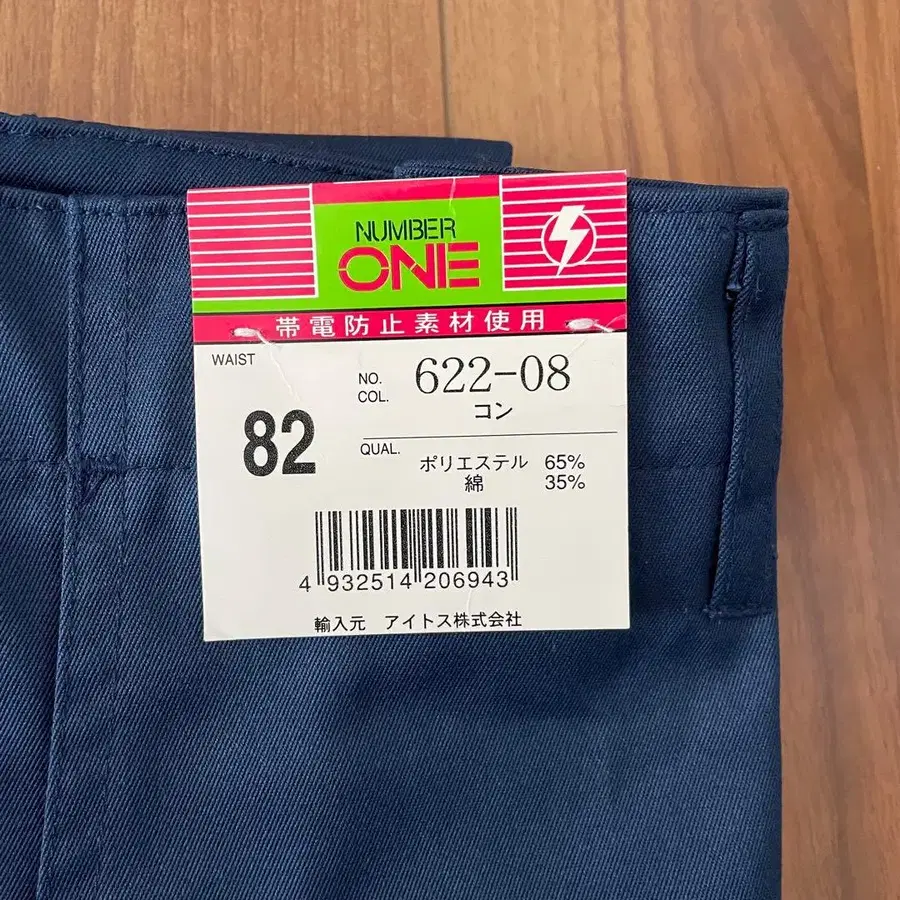 NUMBER
ONE
帯電防止素材使用
WAIST
82
NO. 622-08
COL. コン
QUAL. ポリエステル 65%
綿 35%
4 932514 206943
輸入元 アイトス株式会社